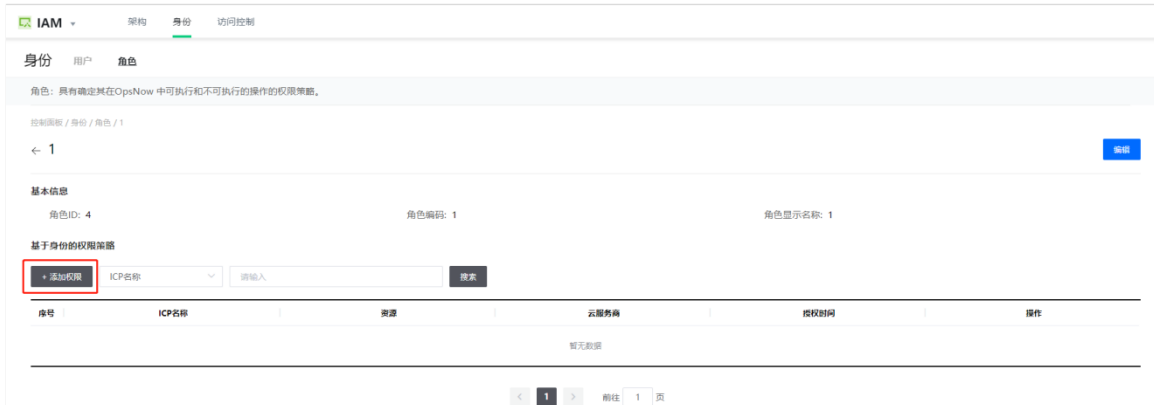 IAM 架构 身份 访问控制
身份 用户 角色
角色：具有确定其在OpsNow 中可执行和不可执行的操作的权限策略。
控制面板 / 身份 / 角色 / 1
← 1 编辑
基本信息
角色ID: 4 角色编码: 1 角色显示名称: 1
基于身份的权限策略
+ 添加权限 ICP名称 请输入 搜索
序号 ICP名称 资源 云服务商 授权时间 操作
暂无数据
< 1 > 前往 1 页